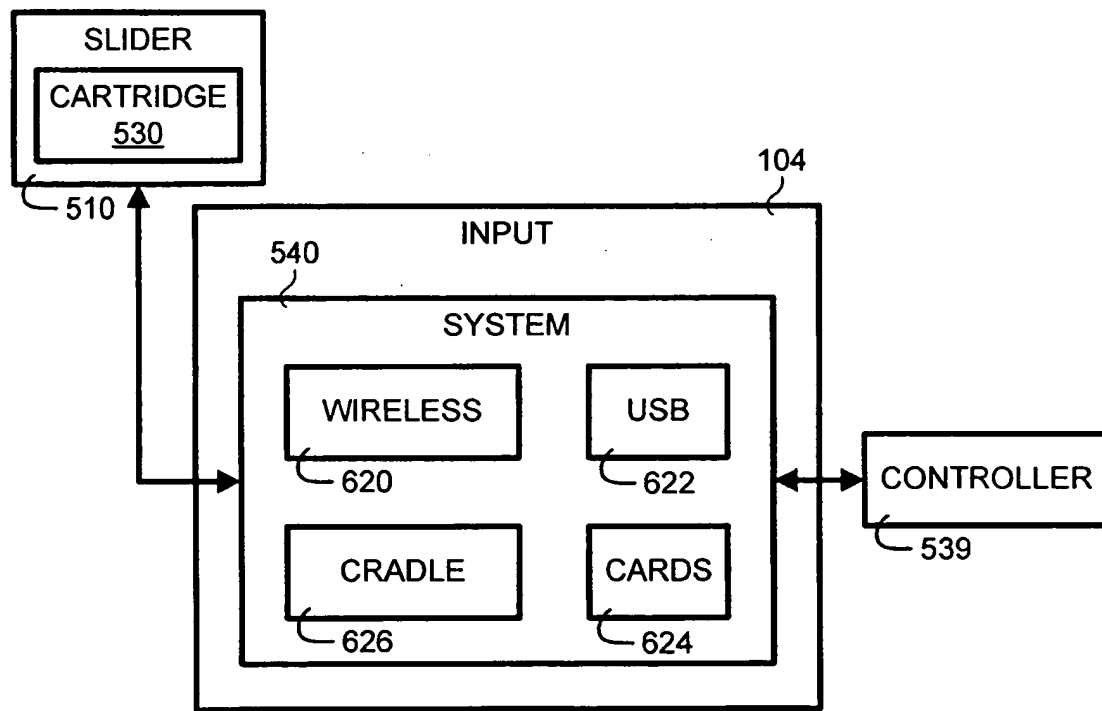 SLIDER
CARTRIDGE
530
510
104
INPUT
540
SYSTEM
WIRELESS
USB
620
622
CONTROLLER
539
CRADLE
CARDS
626
624